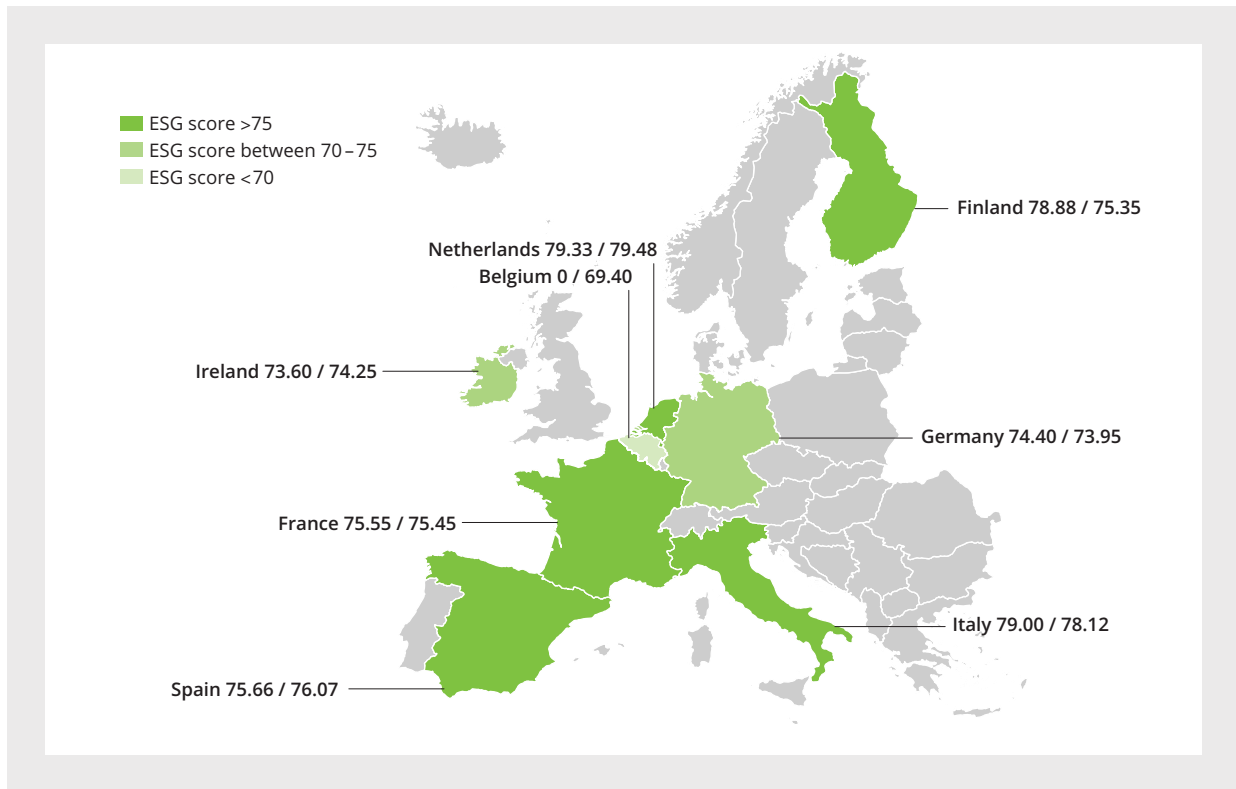 ESG score >75
ESG score between 70–75
ESG score <70
Finland 78.88 / 75.35
Netherlands 79.33 / 79.48
Belgium 0 / 69.40
Ireland 73.60 / 74.25
Germany 74.40 / 73.95
France 75.55 / 75.45
Italy 79.00 / 78.12
Spain 75.66 / 76.07